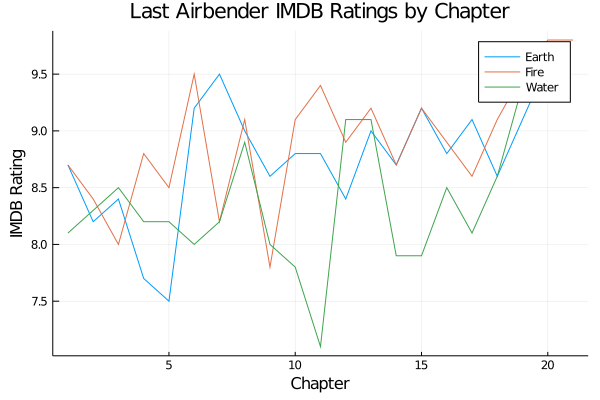 Last Airbender IMDB Ratings by Chapter
Earth
Fire
Water
9.5
9.0
8.5
8.0
7.5
IMDB Rating
5
10
15
20
Chapter